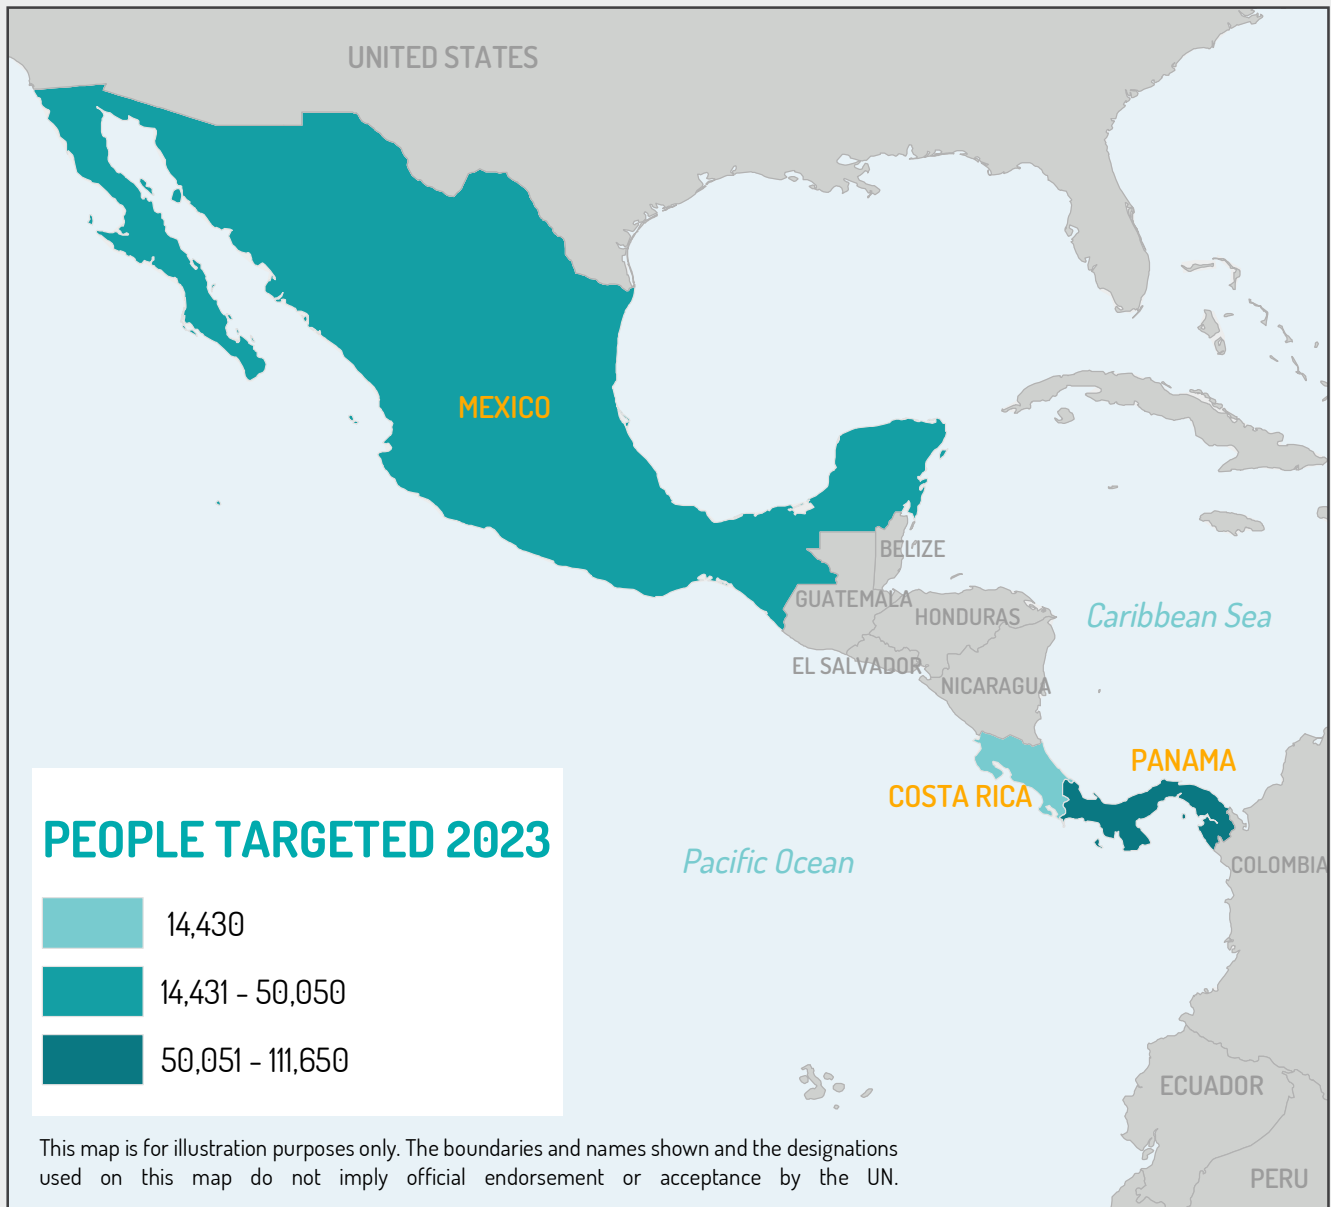 UNITED STATES
MEXICO
BELIZE
GUATEMALA
HONDURAS
Caribbean Sea
EL SALVADOR
NICARAGUA
PANAMA
COSTA RICA
Pacific Ocean
COLOMBIA
ECUADOR
PERU
PEOPLE TARGETED 2023
14,430
14,431 - 50,050
50,051 - 111,650
This map is for illustration purposes only. The boundaries and names shown and the designations
used on this map do not imply official endorsement or acceptance by the UN.